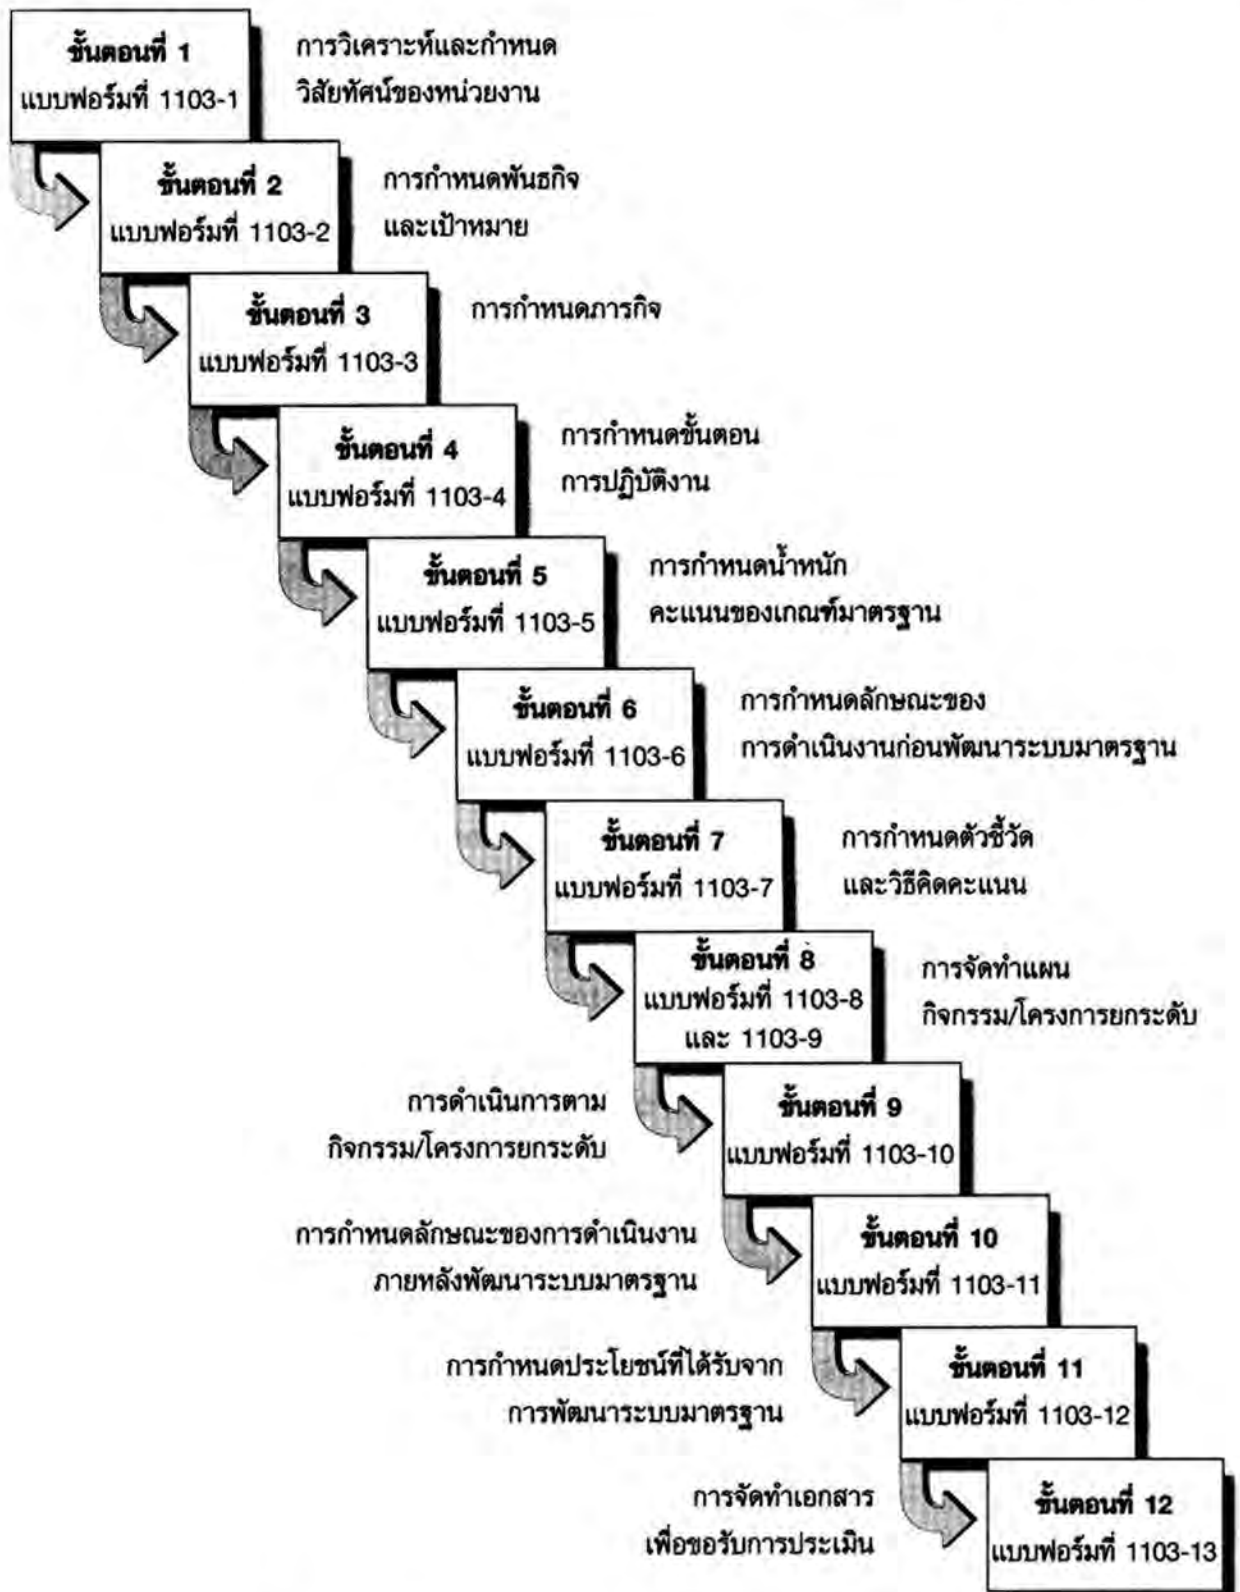 ขั้นตอนที่ 1
แบบฟอร์มที่ 1103-1
การวิเคราะห์และกำหนด
วิสัยทัศน์ของหน่วยงาน
ขั้นตอนที่ 2
แบบฟอร์มที่ 1103-2
การกำหนดพันธกิจ
และเป้าหมาย
ขั้นตอนที่ 3
แบบฟอร์มที่ 1103-3
การกำหนดภารกิจ
ขั้นตอนที่ 4
แบบฟอร์มที่ 1103-4
การกำหนดขั้นตอน
การปฏิบัติงาน
ขั้นตอนที่ 5
แบบฟอร์มที่ 1103-5
การกำหนดน้ำหนัก
คะแนนของเกณฑ์มาตรฐาน
ขั้นตอนที่ 6
แบบฟอร์มที่ 1103-6
การกำหนดลักษณะของ
การดำเนินงานก่อนพัฒนาระบบมาตรฐาน
ขั้นตอนที่ 7
แบบฟอร์มที่ 1103-7
การกำหนดตัวชี้วัด
และวิธีคิดคะแนน
ขั้นตอนที่ 8
แบบฟอร์มที่ 1103-8
และ 1103-9
การจัดทำแผน
กิจกรรม/โครงการยกระดับ
การดำเนินการตาม
กิจกรรม/โครงการยกระดับ
ขั้นตอนที่ 9
แบบฟอร์มที่ 1103-10
การกำหนดลักษณะของการดำเนินงาน
ภายหลังพัฒนาระบบมาตรฐาน
ขั้นตอนที่ 10
แบบฟอร์มที่ 1103-11
การกำหนดประโยชน์ที่ได้รับจาก
การพัฒนาระบบมาตรฐาน
ขั้นตอนที่ 11
แบบฟอร์มที่ 1103-12
การจัดทำเอกสาร
เพื่อขอรับการประเมิน
ขั้นตอนที่ 12
แบบฟอร์มที่ 1103-13